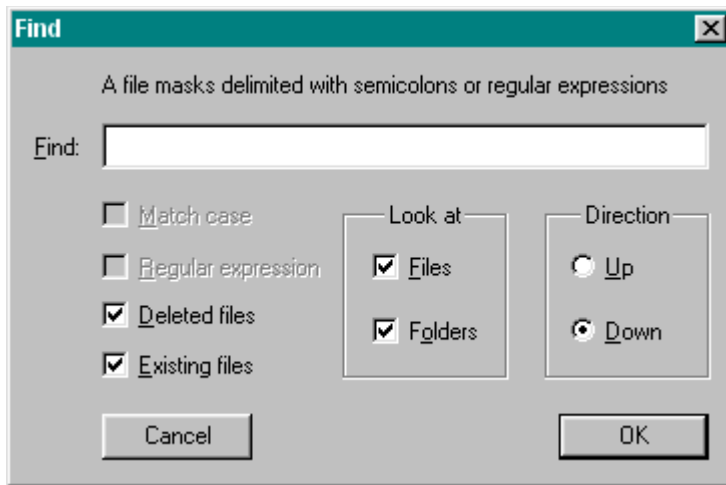 Find
A file masks delimited with semicolons or regular expressions
Find:
Match case
Regular expression
Deleted files
Existing files
Look at
Files
Folders
Direction
Up
Down
Cancel
OK